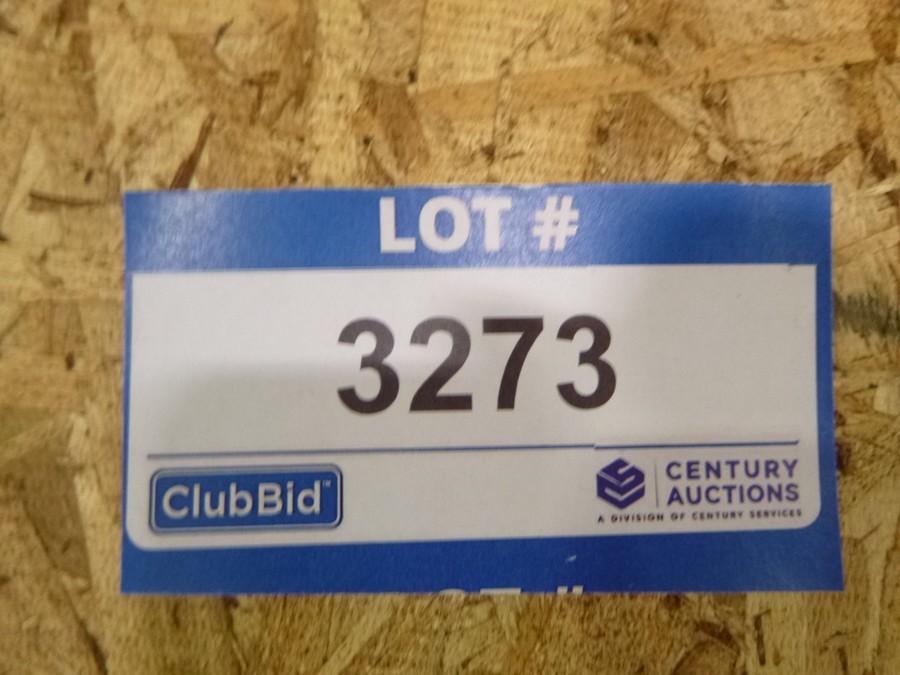 LOT #
3273
ClubBid™
CENTURY
AUCTIONS
A DIVISION OF CENTURY SERVICES